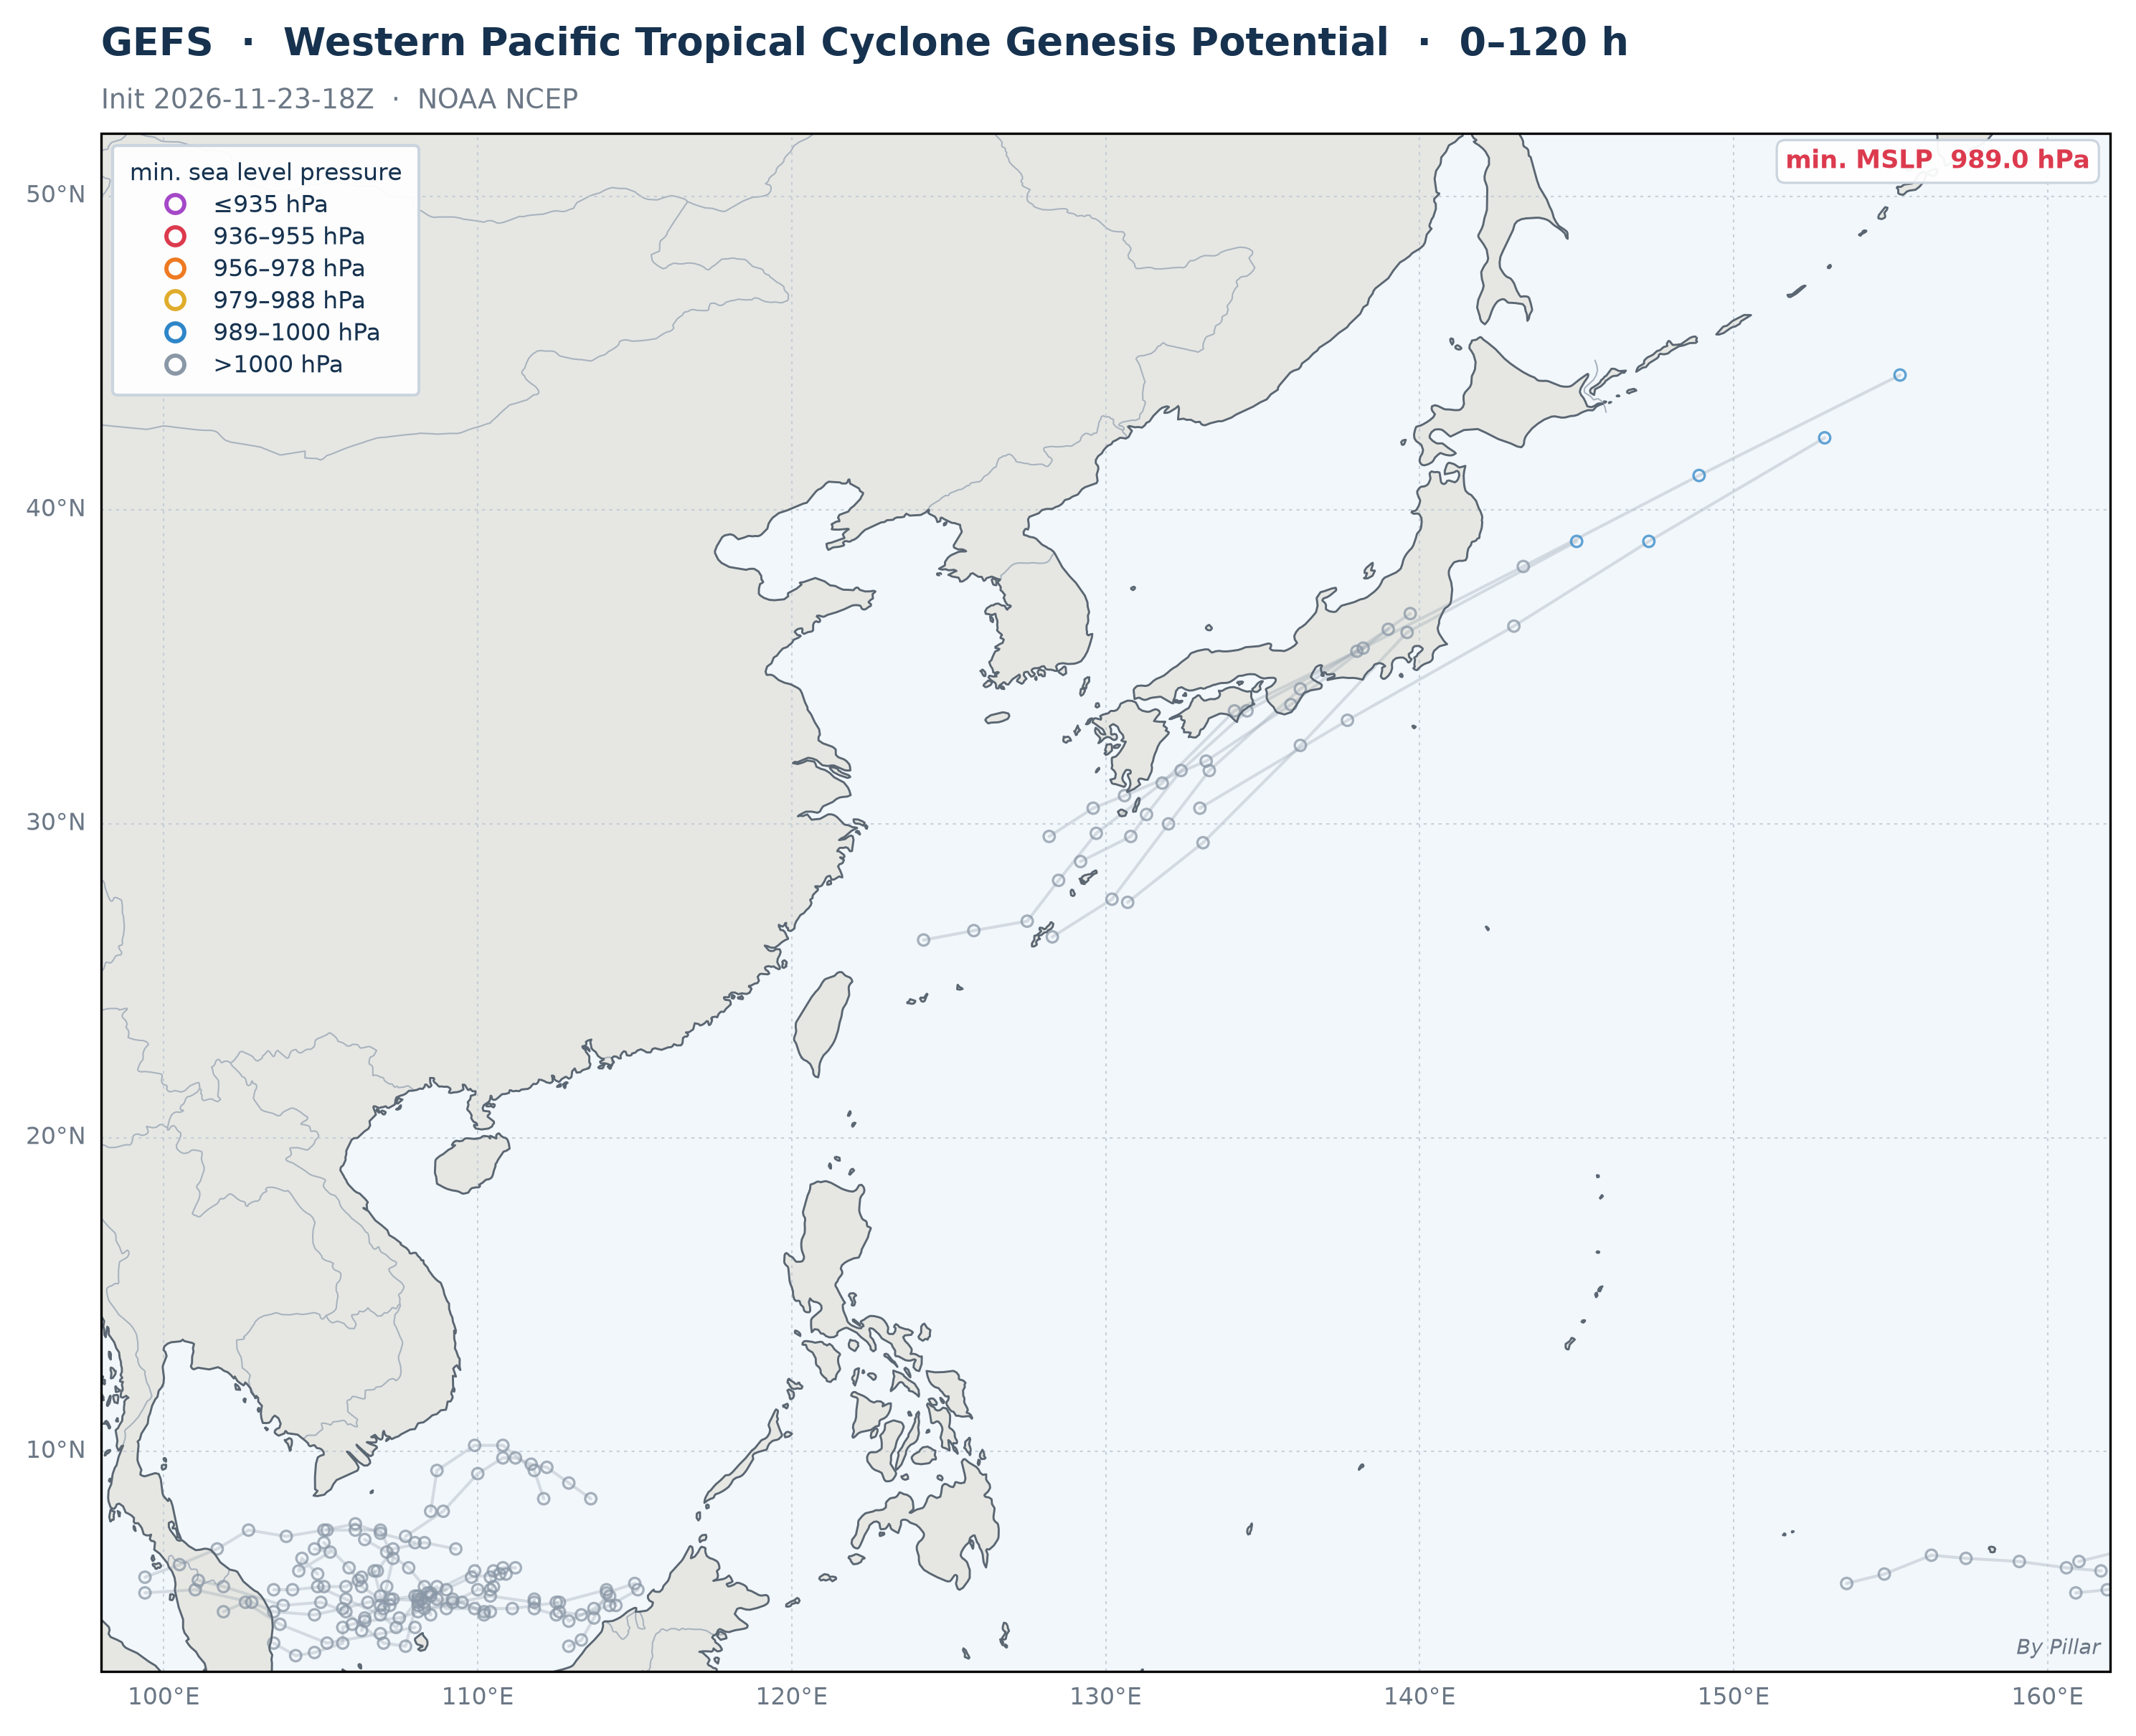 GEFS · Western Pacific Tropical Cyclone Genesis Potential · 0–120 h
Init 2026-11-23-18Z · NOAA NCEP
min. sea level pressure
≤935 hPa
936–955 hPa
956–978 hPa
979–988 hPa
989–1000 hPa
>1000 hPa
min. MSLP 989.0 hPa
50°N
40°N
30°N
20°N
10°N
By Pillar
100°E 110°E 120°E 130°E 140°E 150°E 160°E